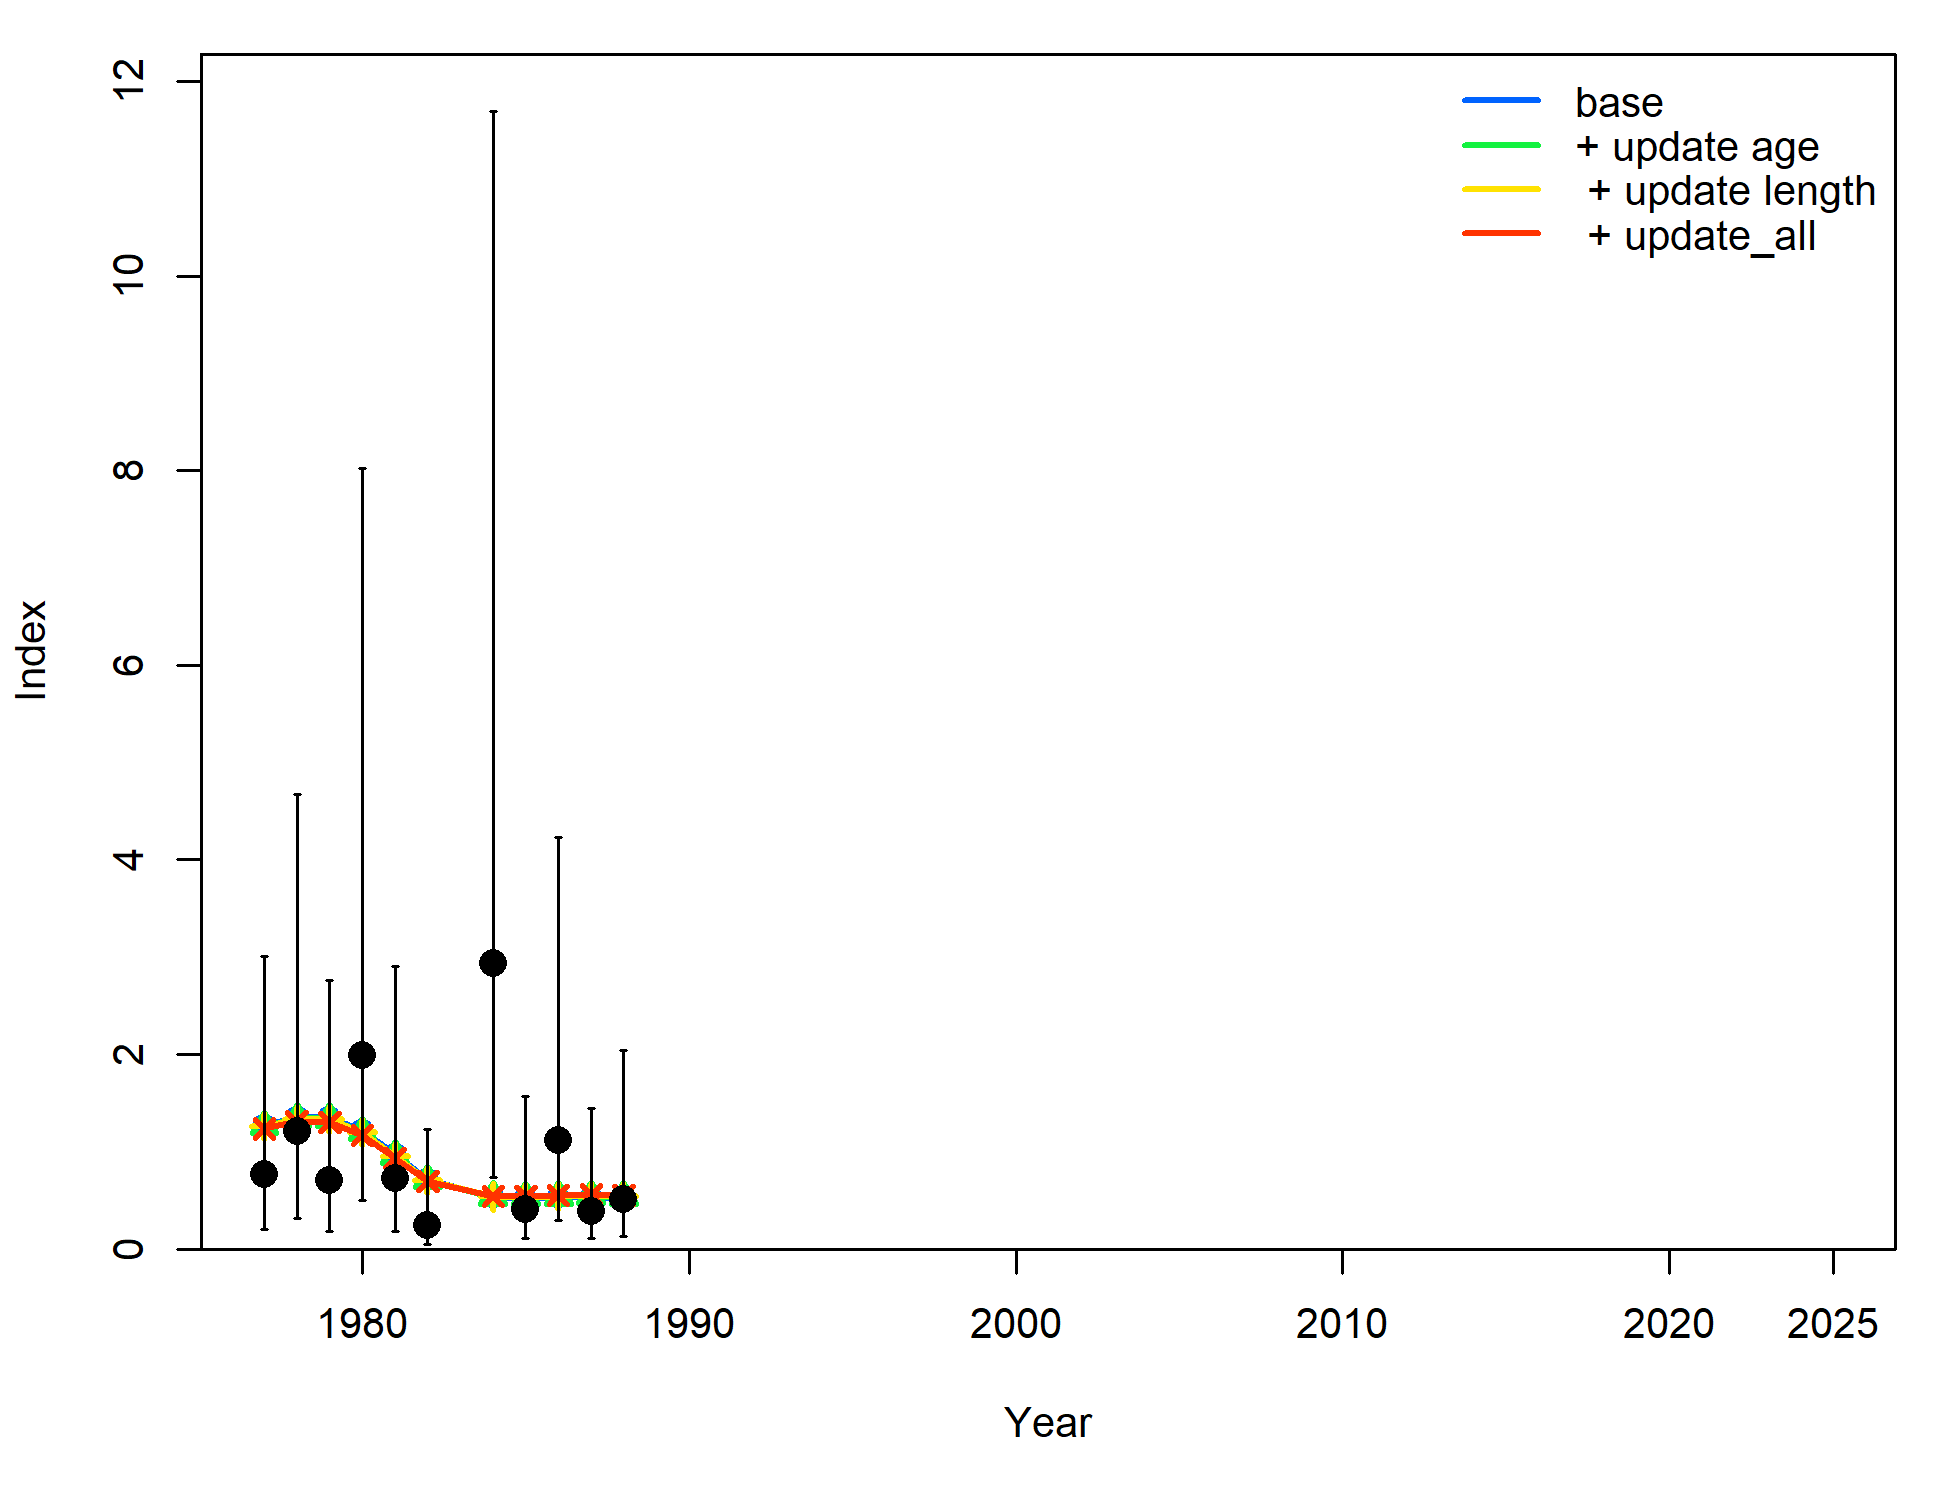 12
10
8
6
4
2
0
Index
base
+ update age
+ update length
+ update_all
1980
1990
2000
2010
2020
2025
Year